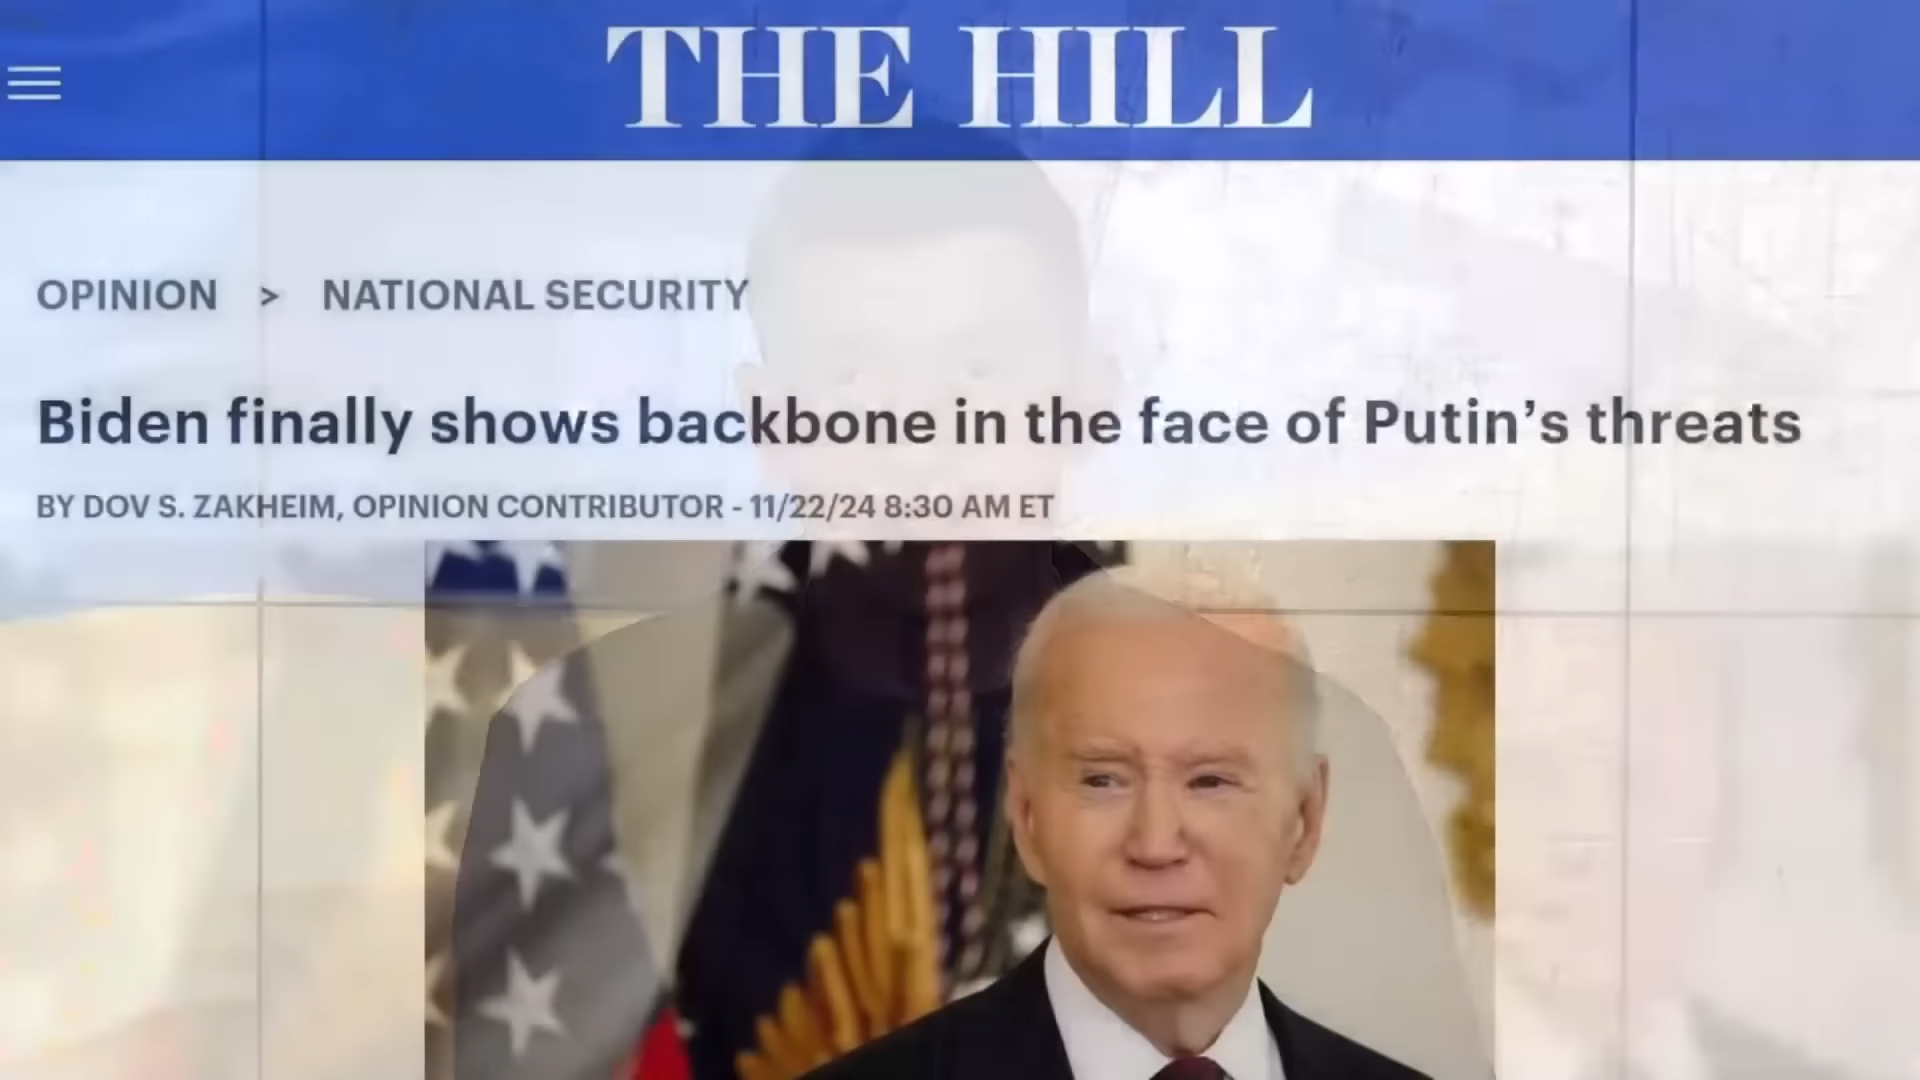 THE HILL
OPINION > NATIONAL SECURITY
Biden finally shows backbone in the face of Putin’s threats
BY DOV S. ZAKHEIM, OPINION CONTRIBUTOR - 11/22/24 8:30 AM ET